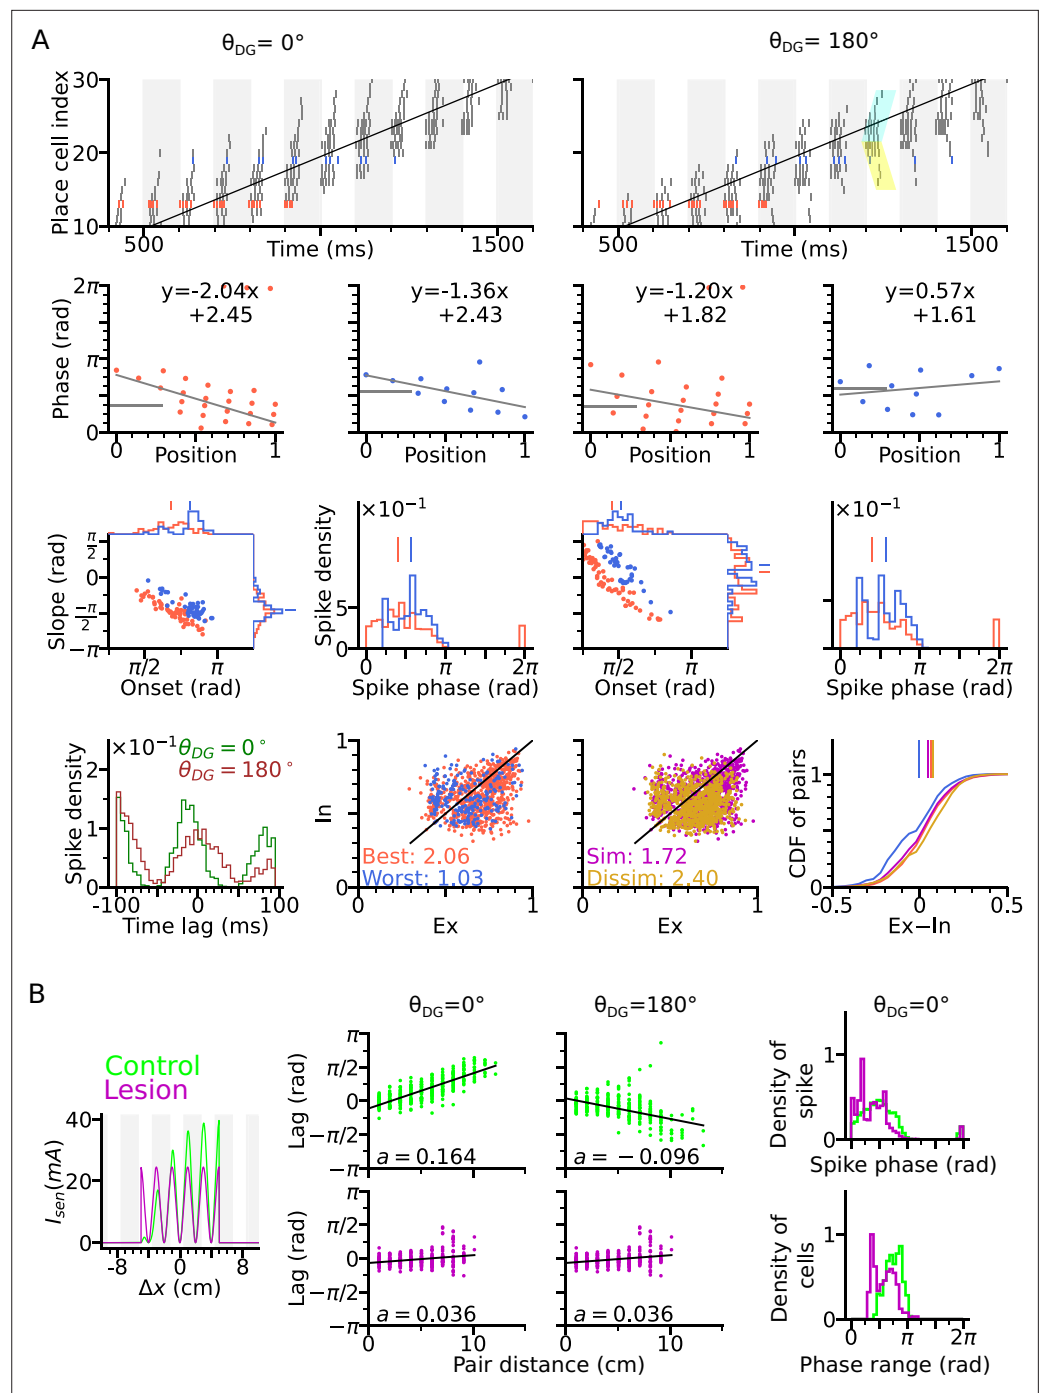 A
θDG= 0°
θDG= 180°
Place cell index
30
20
10
500
Time (ms)
1500
500
Time (ms)
1500
Phase (rad)
2π
π
0
y=-2.04x
+2.45
y=-1.36x
+2.43
y=-1.20x
+1.82
y=0.57x
+1.61
0
Position
1
0
Position
1
0
Position
1
0
Position
1
Slope (rad)
π/2
0
−π/2
−π
π/2
π
Onset (rad)
Spike density
×10⁻¹
5
0
0
π
2π
Spike phase (rad)
π/2
π
Onset (rad)
×10⁻¹
0
π
2π
Spike phase (rad)
Spike density
×10⁻¹
θDG = 0°
θDG = 180°
2
1
0
-100
0
100
Time lag (ms)
In
1
0
Best: 2.06
Worst: 1.03
0
Ex
1
Sim: 1.72
Dissim: 2.40
0
Ex
1
CDF of pairs
1
0
-0.5
0.5
Ex−In
B
θDG=0°
θDG=180°
θDG=0°
Control
Lesion
Isen(mA)
40
20
0
-8
0
8
Δx (cm)
Lag (rad)
π
π/2
0
−π/2
−π
a = 0.164
a = −0.096
Lag (rad)
π
π/2
0
−π/2
−π
a = 0.036
a = 0.036
0
10
0
10
Pair distance (cm)
Density of
spike
1
0
Spike phase (rad)
Density of
cells
1
0
0
π
2π
Phase range (rad)